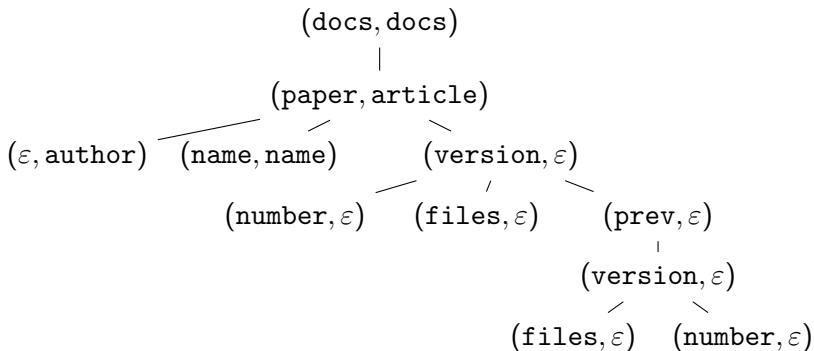 (docs, docs)
(paper, article)
(ε, author) (name, name) (version, ε)
(number, ε) (files, ε) (prev, ε)
(version, ε)
(files, ε) (number, ε)